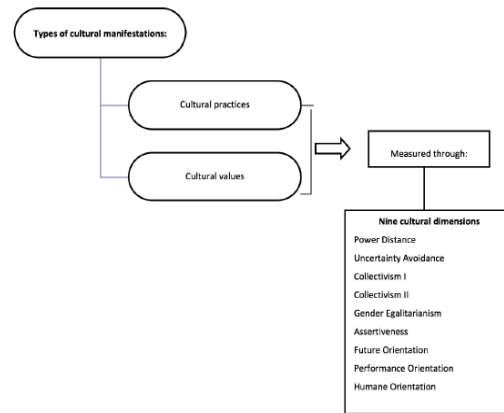 Types of cultural manifestations:
Cultural practices
Cultural values
Measured through:
Nine cultural dimensions
Power Distance
Uncertainty Avoidance
Collectivism I
Collectivism II
Gender Egalitarianism
Assertiveness
Future Orientation
Performance Orientation
Humane Orientation